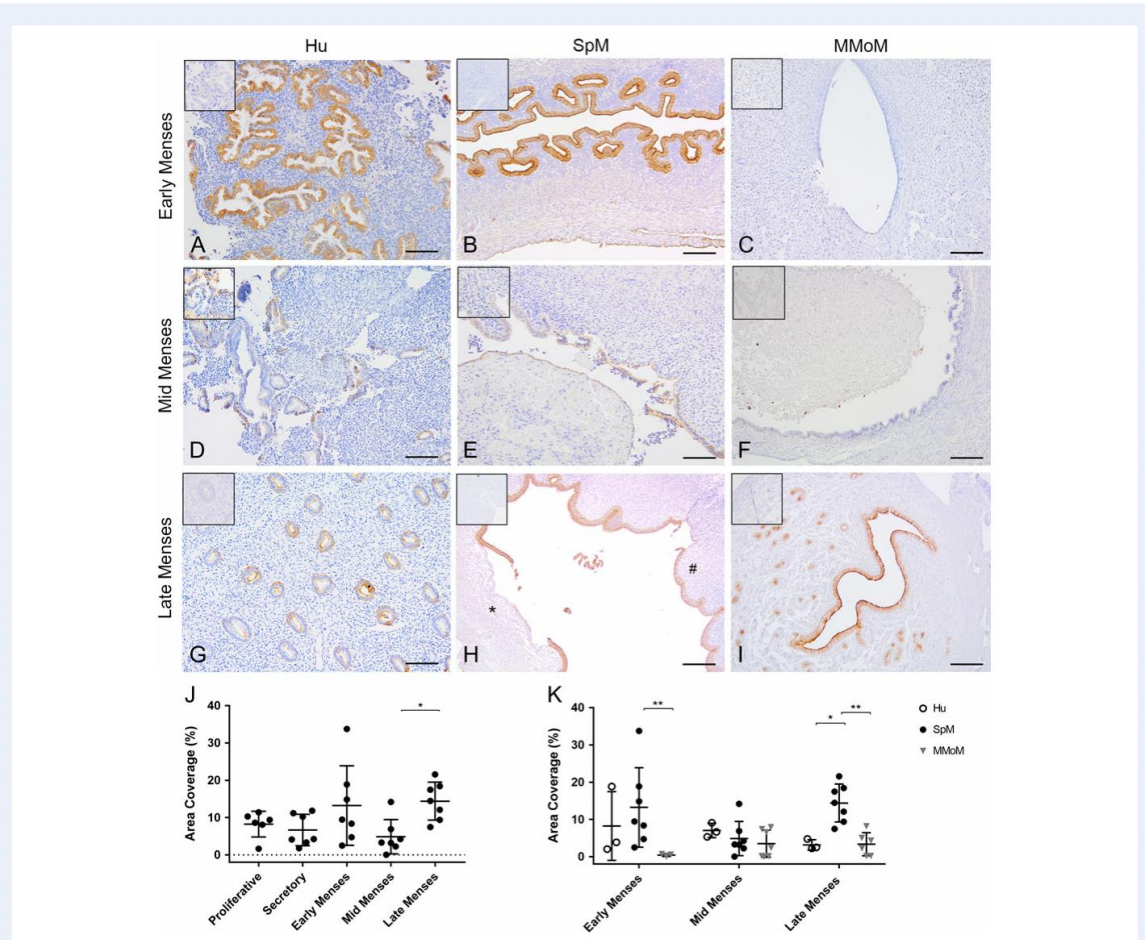 Hu SpM MMoM
Early Menses
A B C
Mid Menses
D E F
Late Menses
* #
G H I
J
Area Coverage (%)
40
30
20
10
0
*
Proliferative Secretory Early Menses Mid Menses Late Menses
K
Area Coverage (%)
40
30
20
10
0
** * **
Hu
SpM
MMoM
Early Menses Mid Menses Late Menses